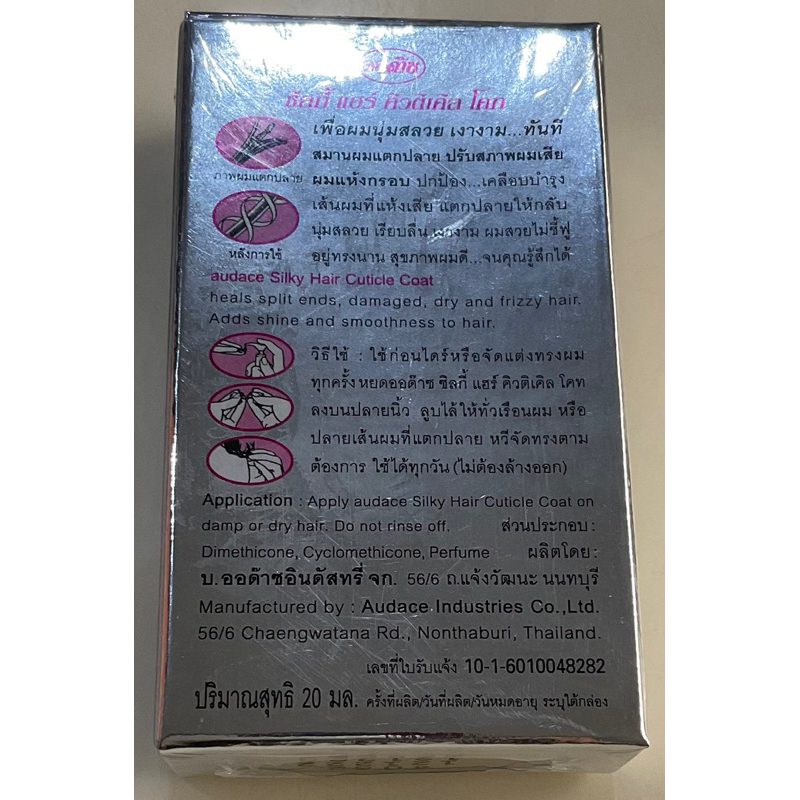 ออด๊าซ
ซิลกี้ แฮร์ คิวติเคิล โคท
เพื่อผมนุ่มสลวย เงางาม...ทันที
สมานผมแตกปลาย ปรับสภาพผมเสีย
ภาพผมแตกปลาย
ผมแห้งกรอบ ปกป้อง...เคลือบบำรุง
เส้นผมที่แห้งเสีย แตกปลายให้กลับ
นุ่มสลวย เรียบลื่น เงางาม ผมสวยไม่ชี้ฟู
หลังการใช้
อยู่ทรงนาน สุขภาพผมดี...จนคุณรู้สึกได้
audace Silky Hair Cuticle Coat
heals split ends, damaged, dry and frizzy hair.
Adds shine and smoothness to hair.
วิธีใช้ : ใช้ก่อนไดร์หรือจัดแต่งทรงผม
ทุกครั้ง หยดออด๊าซ ซิลกี้ แฮร์ คิวติเคิล โคท
ลงบนปลายนิ้ว ลูบไล้ให้ทั่วเรือนผม หรือ
ปลายเส้นผมที่แตกปลาย หวีจัดทรงตาม
ต้องการ ใช้ได้ทุกวัน (ไม่ต้องล้างออก)
Application : Apply audace Silky Hair Cuticle Coat on
damp or dry hair. Do not rinse off. ส่วนประกอบ :
Dimethicone, Cyclomethicone, Perfume ผลิตโดย :
บ.ออด๊าซอินดัสทรี่ จก. 56/6 ถ.แจ้งวัฒนะ นนทบุรี
Manufactured by : Audace Industries Co.,Ltd.
56/6 Chaengwatana Rd., Nonthaburi, Thailand.
เลขที่ใบรับแจ้ง 10-1-6010048282
ปริมาณสุทธิ 20 มล. ครั้งที่ผลิต/วันที่ผลิต/วันหมดอายุ ระบุใต้กล่อง